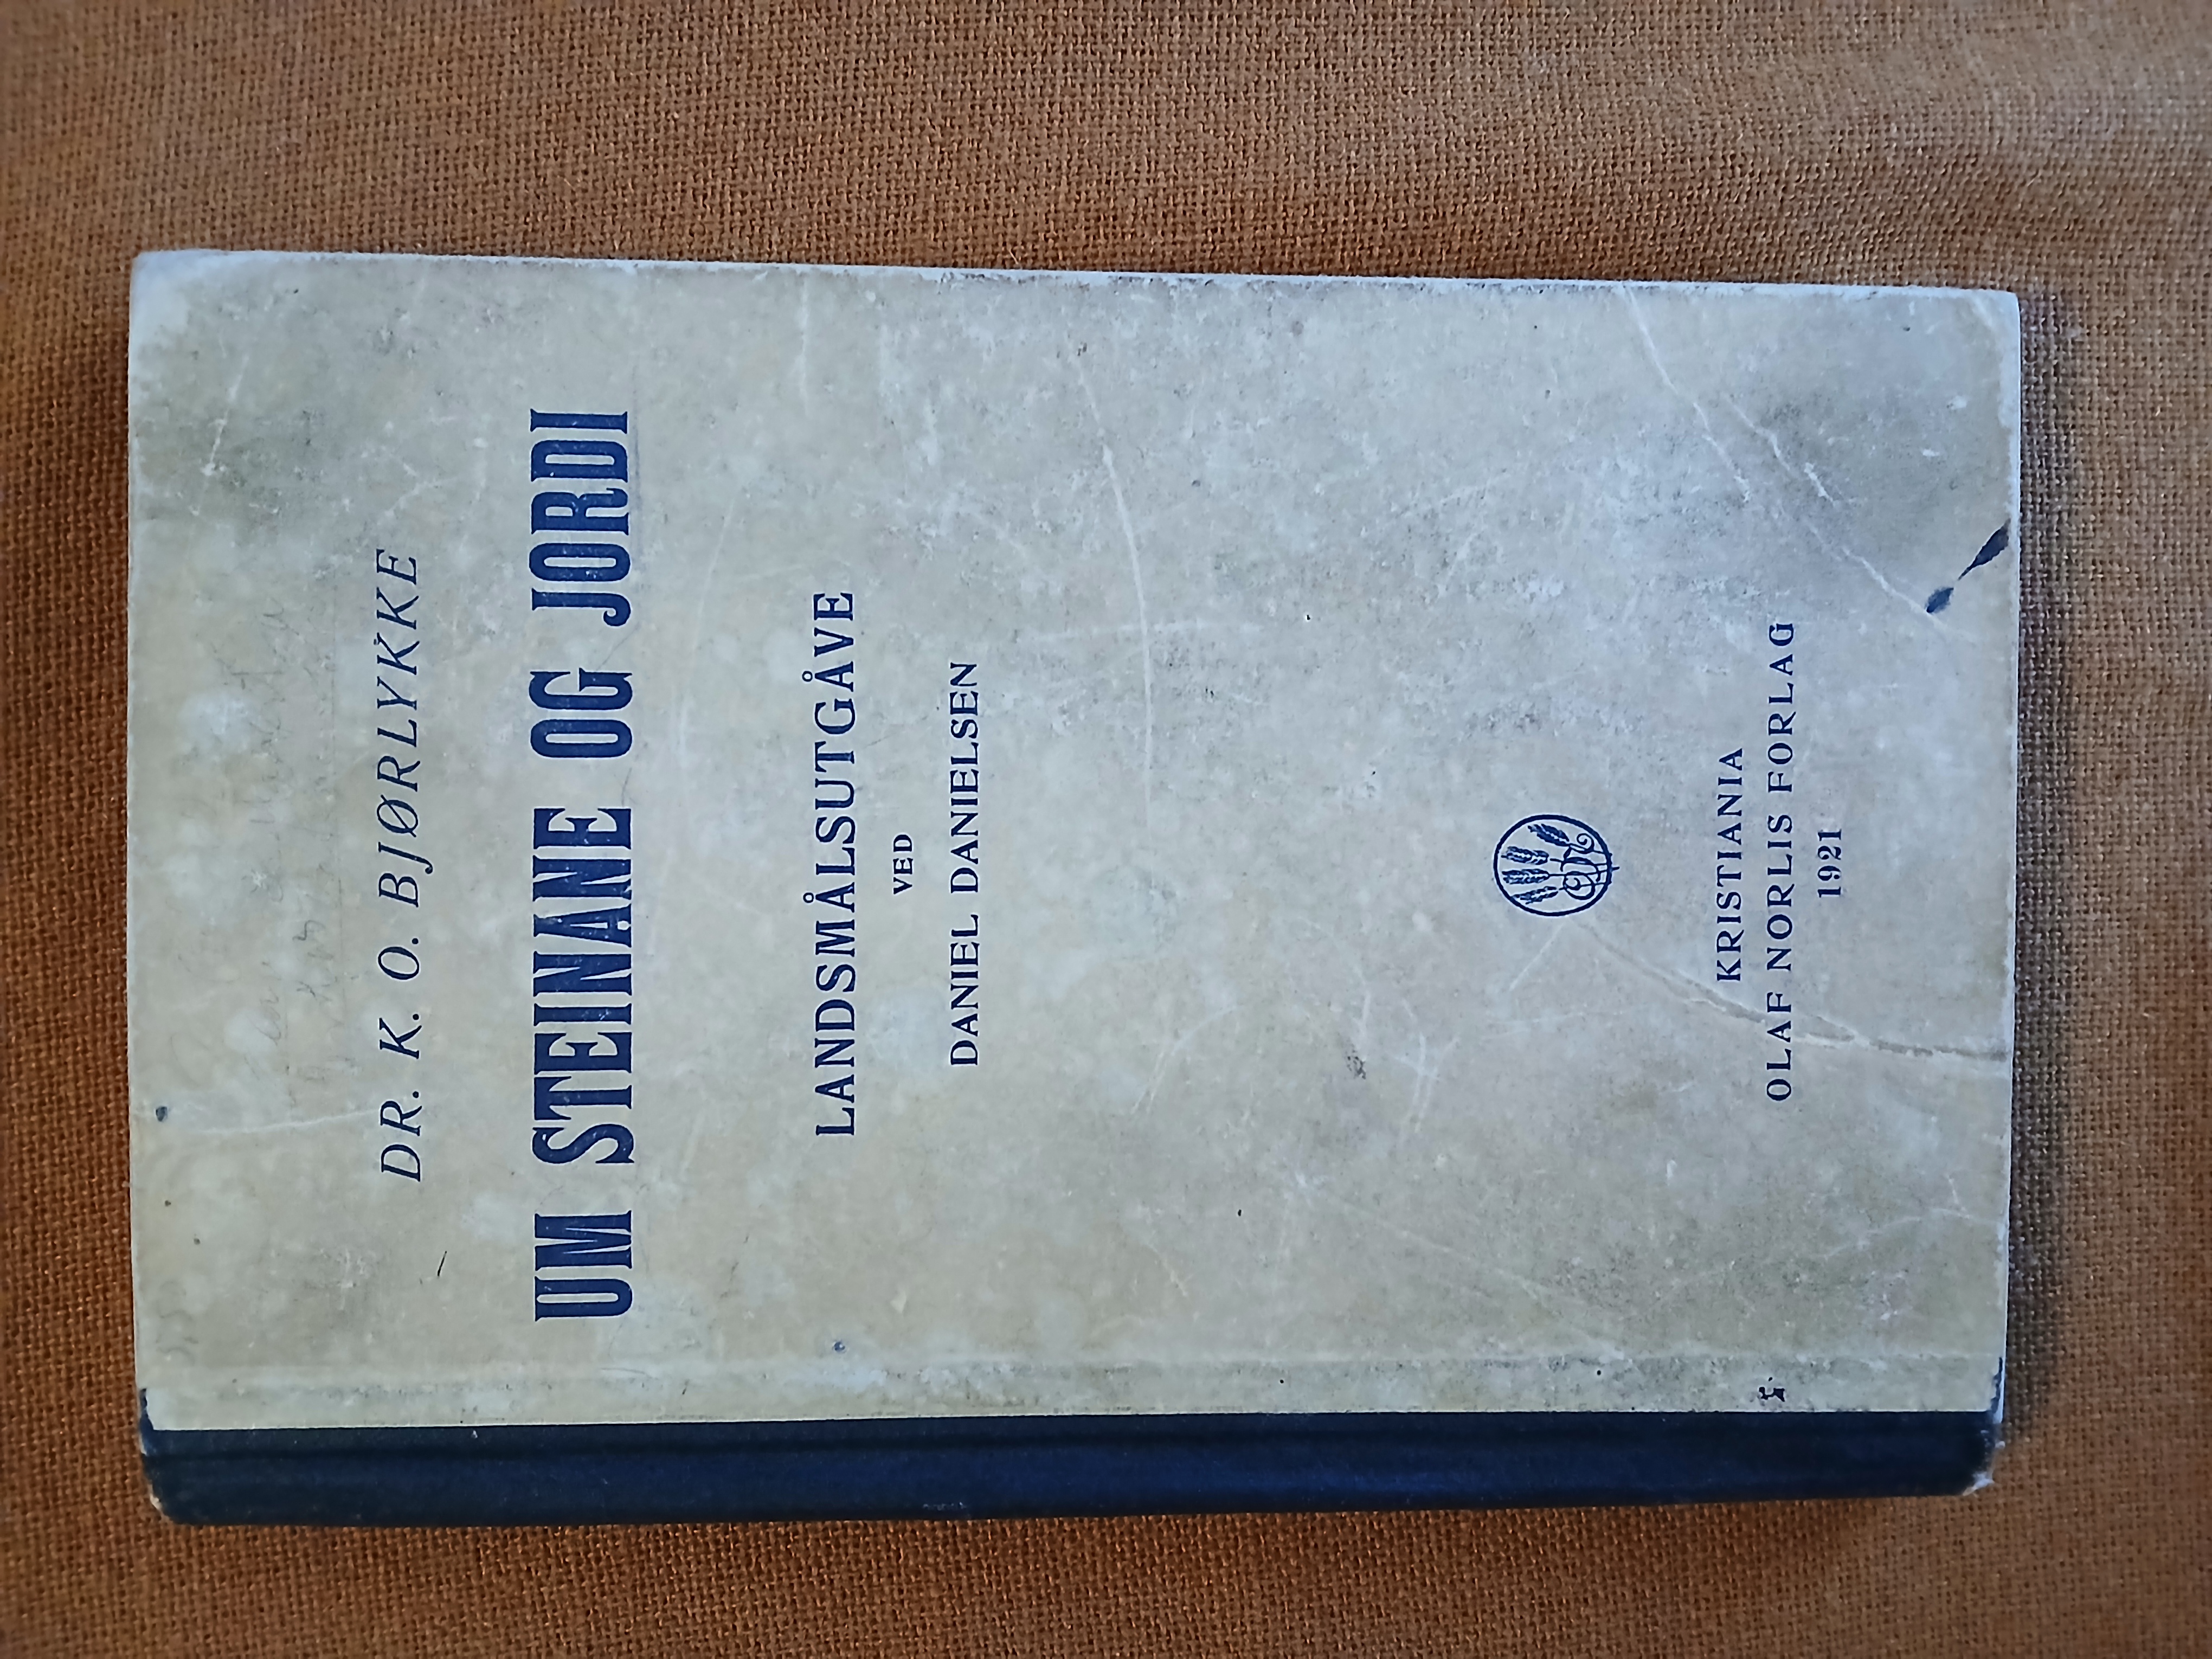 DR. K. O. BJØRLYKKE
UM STEINANE OG JORDI
LANDSMÅLSUTGÅVE
VED
DANIEL DANIELSEN
KRISTIANIA
OLAF NORLIS FORLAG
1921